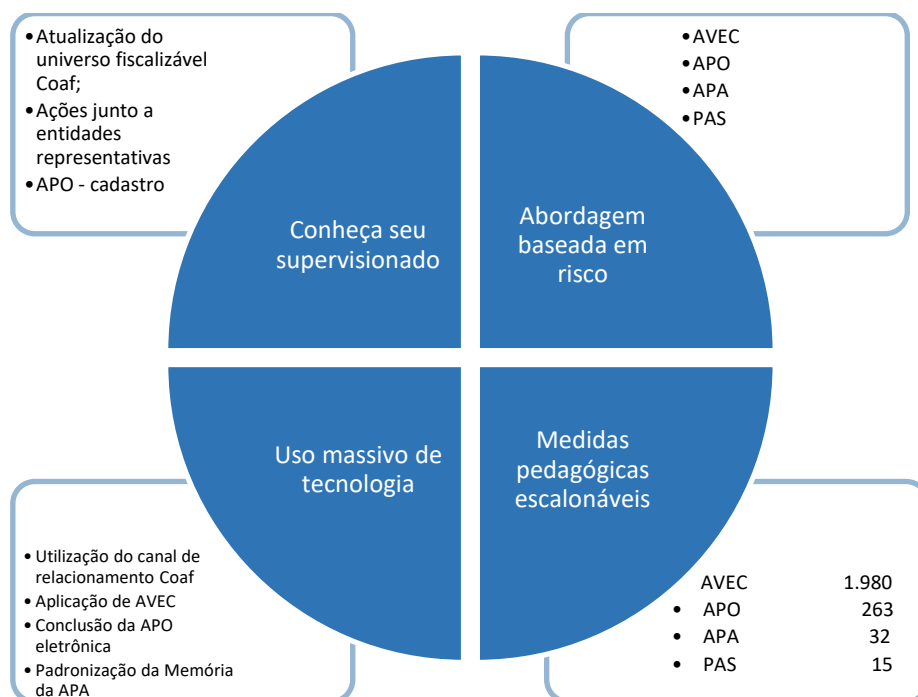 •Atualização do
universo fiscalizável
Coaf;
•Ações junto a
entidades
representativas
•APO - cadastro
•AVEC
•APO
•APA
•PAS
Conheça seu
supervisionado
Abordagem
baseada em
risco
Uso massivo de
tecnologia
Medidas
pedagógicas
escalonáveis
• Utilização do canal de
relacionamento Coaf
• Aplicação de AVEC
• Conclusão da APO
eletrônica
• Padronização da Memória
da APA
AVEC 1.980
• APO 263
• APA 32
• PAS 15